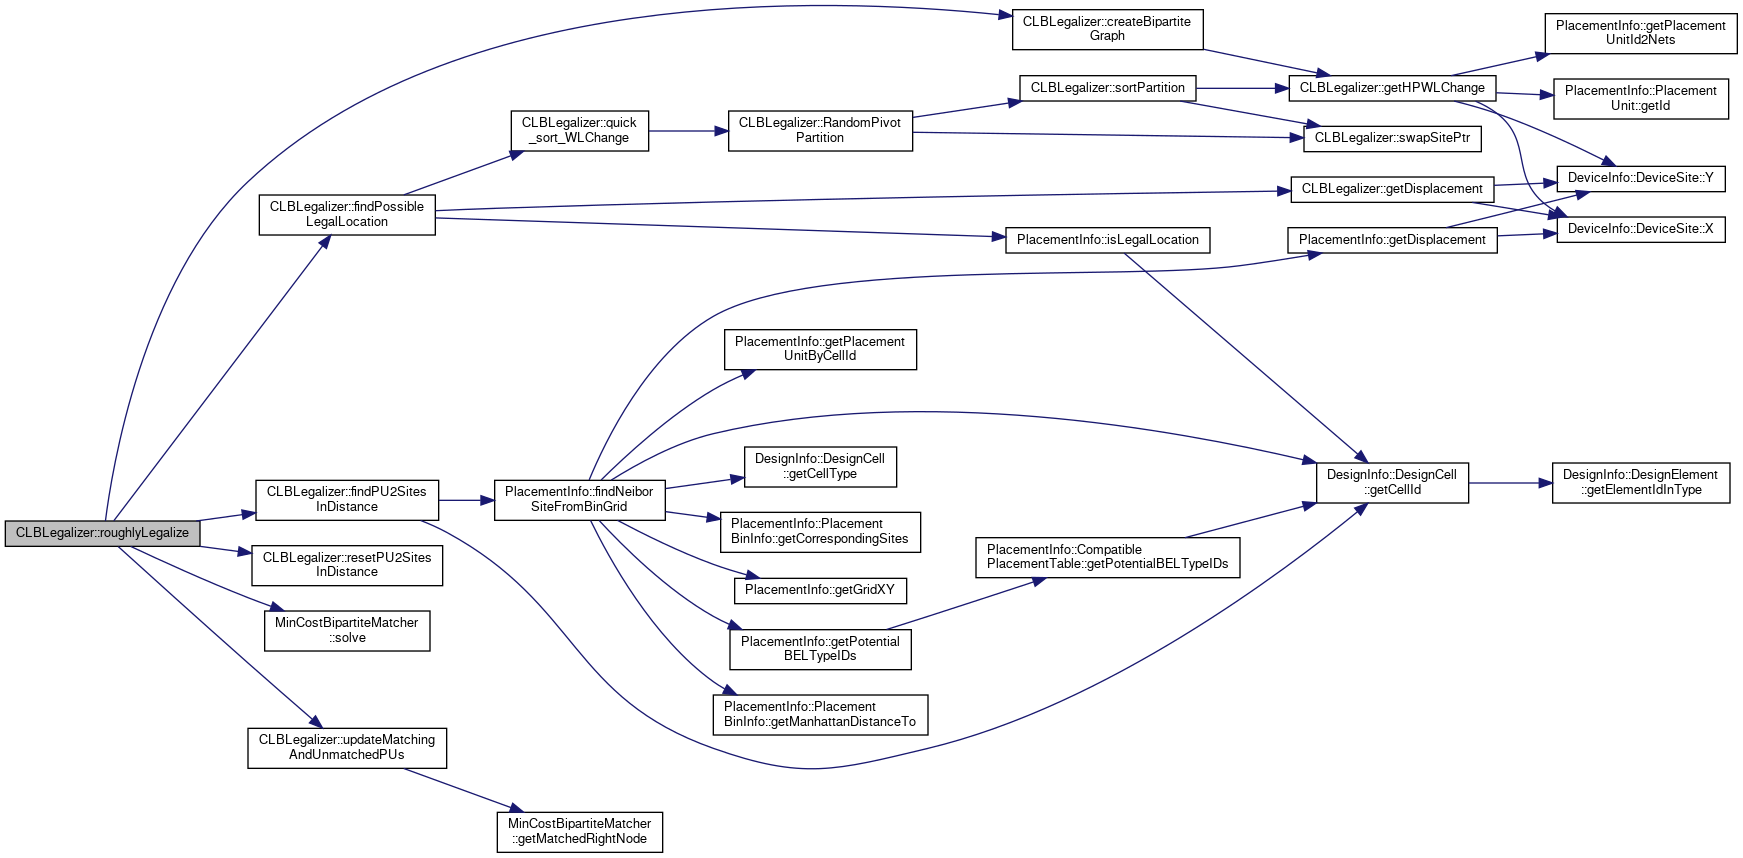 CLBLegalizer::roughlyLegalize
CLBLegalizer::createBipartite
Graph
CLBLegalizer::findPossible
LegalLocation
CLBLegalizer::findPU2Sites
InDistance
CLBLegalizer::resetPU2Sites
InDistance
MinCostBipartiteMatcher
::solve
CLBLegalizer::updateMatching
AndUnmatchedPUs
MinCostBipartiteMatcher
::getMatchedRightNode
CLBLegalizer::quick
_sort_WLChange
CLBLegalizer::RandomPivot
Partition
CLBLegalizer::sortPartition
CLBLegalizer::getHPWLChange
CLBLegalizer::swapSitePtr
PlacementInfo::getPlacement
UnitId2Nets
PlacementInfo::Placement
Unit::getId
DeviceInfo::DeviceSite::Y
DeviceInfo::DeviceSite::X
CLBLegalizer::getDisplacement
PlacementInfo::isLegalLocation
PlacementInfo::getDisplacement
PlacementInfo::findNeibor
SiteFromBinGrid
PlacementInfo::getPlacement
UnitByCellId
DesignInfo::DesignCell
::getCellType
PlacementInfo::Placement
BinInfo::getCorrespondingSites
PlacementInfo::getGridXY
PlacementInfo::getPotential
BELTypeIDs
PlacementInfo::Placement
BinInfo::getManhattanDistanceTo
PlacementInfo::Compatible
PlacementTable::getPotentialBELTypeIDs
DesignInfo::DesignCell
::getCellId
DesignInfo::DesignElement
::getElementIdInType